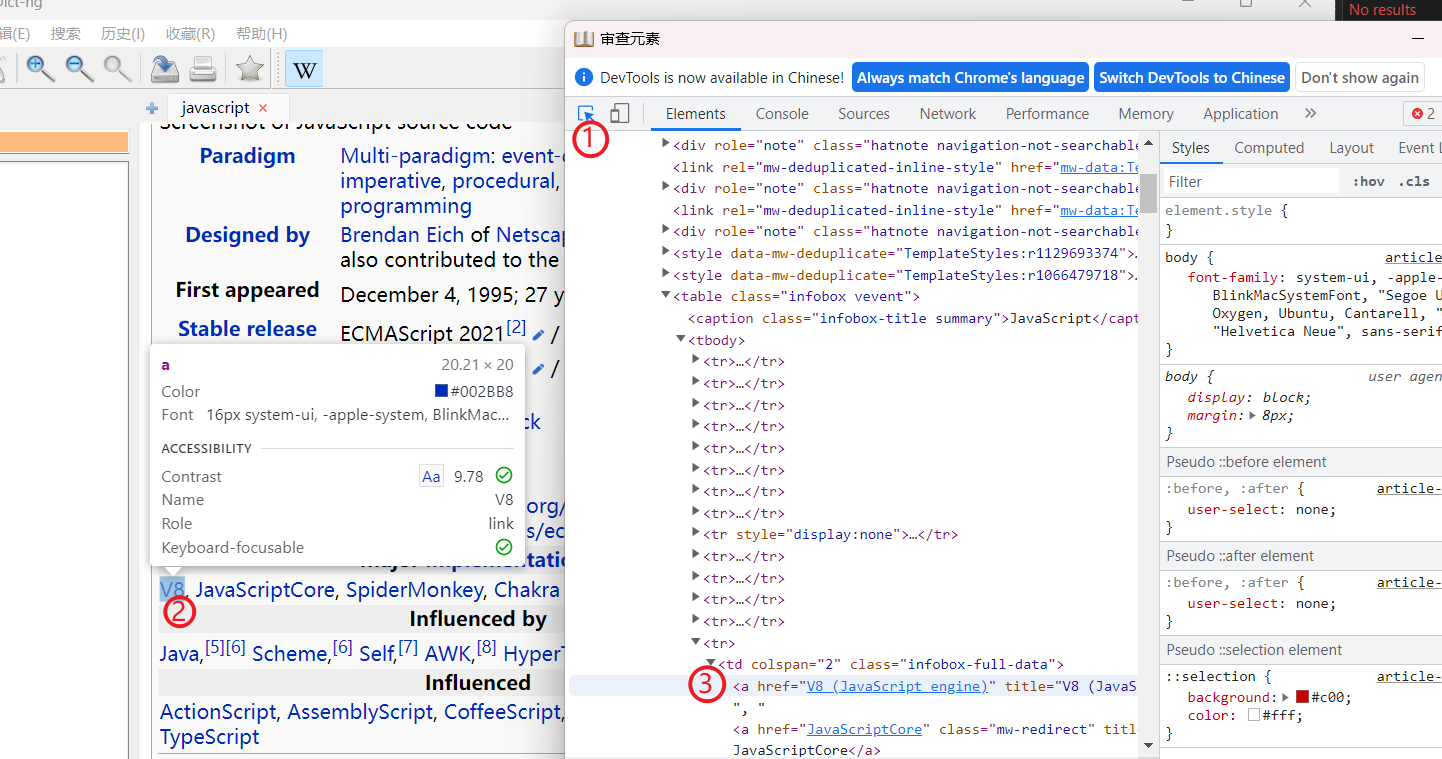 Dict-ng
No results
辑(E) 搜索 历史(I) 收藏(R) 帮助(H)
W
javascript
Screenshot of JavaScript source code
Paradigm Multi-paradigm: event-
imperative, procedural,
programming
Designed by Brendan Eich of Netscap
also contributed to the
First appeared December 4, 1995; 27 y
Stable release ECMAScript 2021[2] /
/
a 20.21 × 20
Color #002BB8
Font 16px system-ui, -apple-system, BlinkMac...
ck
ACCESSIBILITY
Contrast Aa 9.78
Name V8
Role link
Keyboard-focusable
org/
s/ec
Major Implementatio
V8, JavaScriptCore, SpiderMonkey, Chakra
2
Influenced by
Java,[5][6] Scheme,[6] Self,[7] AWK,[8] HyperT
Influenced
ActionScript, AssemblyScript, CoffeeScript,
TypeScript
审查元素
DevTools is now available in Chinese! Always match Chrome's language Switch DevTools to Chinese Don't show again
Elements Console Sources Network Performance Memory Application 2
1
<div role="note" class="hatnote navigation-not-searchable
<link rel="mw-deduplicated-inline-style" href="mw-data:Te
<div role="note" class="hatnote navigation-not-searchable
<link rel="mw-deduplicated-inline-style" href="mw-data:Te
<div role="note" class="hatnote navigation-not-searchable
<style data-mw-deduplicate="TemplateStyles:r1129693374">…
<style data-mw-deduplicate="TemplateStyles:r1066479718">…
<table class="infobox vevent">
<caption class="infobox-title summary">JavaScript</capt
<tbody>
<tr>…</tr>
<tr>…</tr>
<tr>…</tr>
<tr>…</tr>
<tr>…</tr>
<tr>…</tr>
<tr>…</tr>
<tr>…</tr>
<tr style="display:none">…</tr>
<tr>…</tr>
<tr>…</tr>
<tr>…</tr>
<tr>…</tr>
<tr>
<td colspan="2" class="infobox-full-data">
3
<a href="V8 (JavaScript engine)" title="V8 (JavaS
", "
<a href="JavaScriptCore" class="mw-redirect" titl
JavaScriptCore</a>
Styles Computed Layout Event L
Filter :hov .cls
element.style {
}
body { article
font-family: system-ui, -apple-
BlinkMacSystemFont, "Segoe U
Oxygen, Ubuntu, Cantarell, "
"Helvetica Neue", sans-serif
}
body { user agen
display: block;
margin: 8px;
}
Pseudo ::before element
:before, :after { article-
user-select: none;
}
Pseudo ::after element
:before, :after { article-
user-select: none;
}
Pseudo ::selection element
::selection { article-
background: #c00;
color: #fff;
}